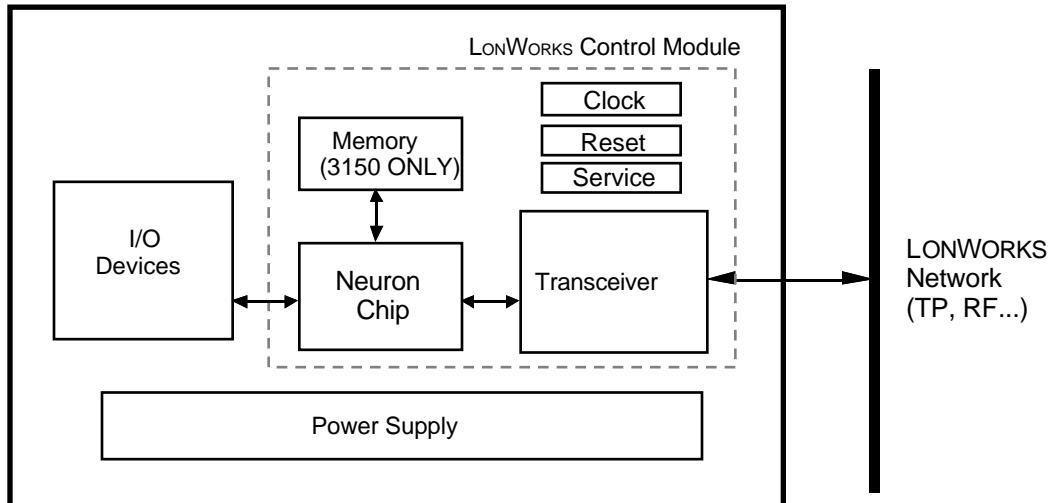 LONWORKS Control Module
Clock
Memory
(3150 ONLY)
Reset
Service
I/O
Devices
Neuron
Chip
Transceiver
LONWORKS
Network
(TP, RF...)
Power Supply